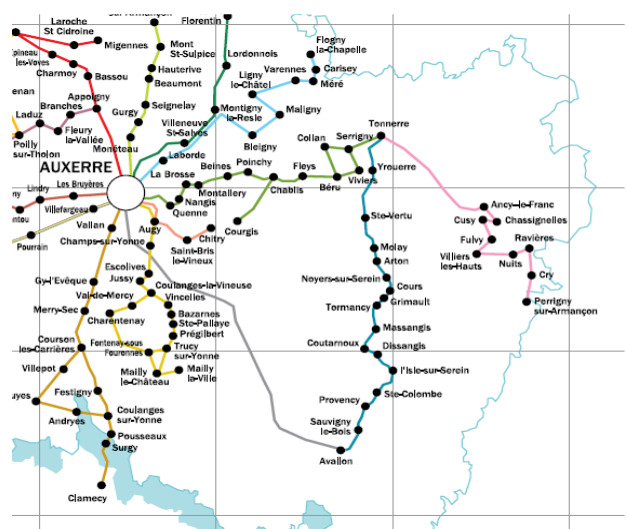 Florentin
Laroche
St Cidroine
Migennes
Epineau
les-Voves
Charmoy
Bassou
Mont
St-Sulpice
Hauterive
Beaumont
Lordonnois
Flogny
la-Chapelle
Varennes
Carisey
Méré
Ligny
le-Châtel
Appoigny
Branches
Seignelay
Gurgy
Laduz
Fleury
la-Vallée
Poilly
sur-Tholon
Monéteau
Villeneuve
St-Salves
Montigny
la-Resle
Maligny
Bleigny
Laborde
Tonnerre
Serrigny
Collan
AUXERRE
La Brosse
Beines
Poinchy
Fleys
Chablis
Béru
Viviers
Yrouerre
Montallery
Nangis
Quenne
Lindry
Les Bruyères
Villefargeau
Pourrain
Vallan
Champs-sur-Yonne
Augy
Chitry
Saint-Bris
le-Vineux
Courgis
Ste-Vertu
Ancy-le-Franc
Cusy
Chassignelles
Fulvy
Ravières
Villiers
les-Hauts
Nuits
Cry
Perrigny
sur-Armançon
Molay
Arton
Noyers-sur-Serein
Cours
Grimault
Tormancy
Massangis
Coutarnoux
Dissangis
l'Isle-sur-Serein
Ste-Colombe
Provency
Sauvigny
le-Bois
Avallon
Escolives
Jussy
Gy-l'Evêque
Val-de-Mercy
Coulanges-la-Vineuse
Vincelles
Merry-Sec
Charentenay
Bazarnes
Ste-Pallaye
Prégilbert
Courson
les-Carrières
Fontenay-sous
Fouronnes
Trucy
sur-Yonne
Villepot
Mailly
le-Château
Mailly
la-Ville
Festigny
Andryes
Coulanges
sur-Yonne
Pousseaux
Surgy
Clamecy